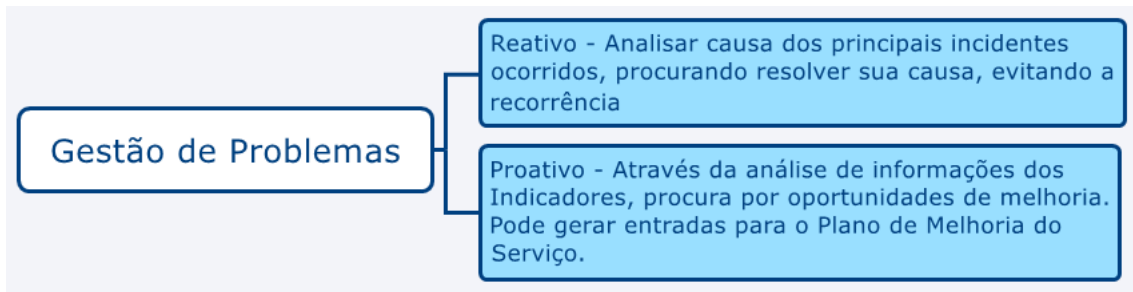 Gestão de Problemas
Reativo - Analisar causa dos principais incidentes
ocorridos, procurando resolver sua causa, evitando a
recorrência
Proativo - Através da análise de informações dos
Indicadores, procura por oportunidades de melhoria.
Pode gerar entradas para o Plano de Melhoria do
Serviço.